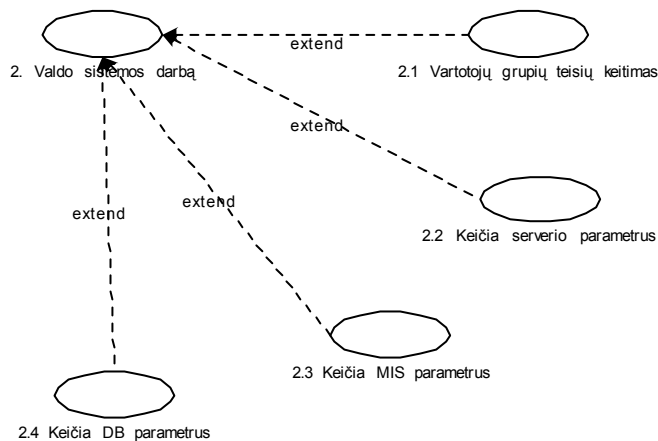 extend
2. Valdo sistemos darbą
2.1 Vartotojų grupių teisių keitimas
extend
extend
extend
2.2 Keičia serverio parametrus
2.3 Keičia MIS parametrus
2.4 Keičia DB parametrus